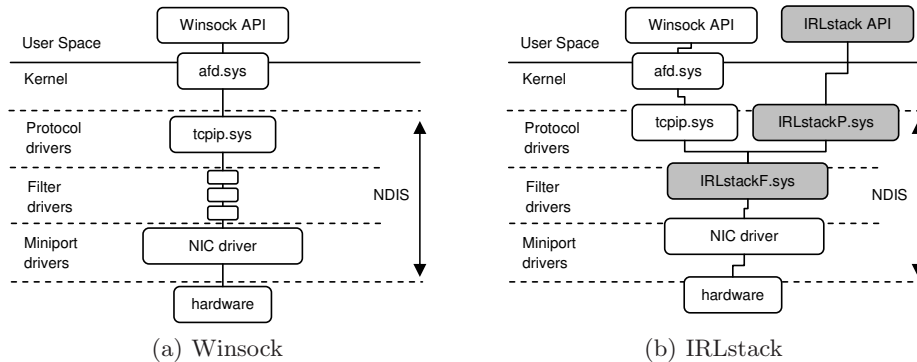 Winsock API
User Space
afd.sys
Kernel
Protocol
drivers
tcpip.sys
Filter
drivers
NDIS
Miniport
drivers
NIC driver
hardware
(a) Winsock
Winsock API
IRLstack API
User Space
afd.sys
Kernel
Protocol
drivers
tcpip.sys
IRLstackP.sys
Filter
drivers
IRLstackF.sys
NDIS
Miniport
drivers
NIC driver
hardware
(b) IRLstack